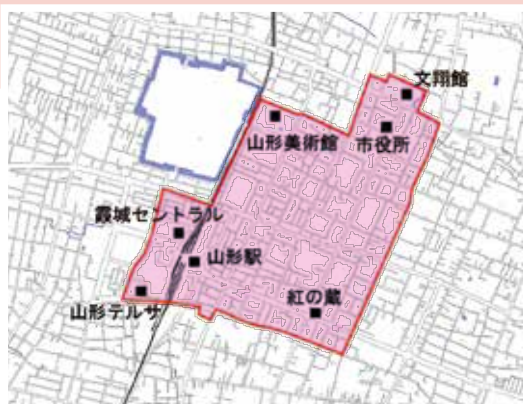 文翔館
山形美術館
市役所
霞城セントラル
山形駅
紅の蔵
山形テルサ